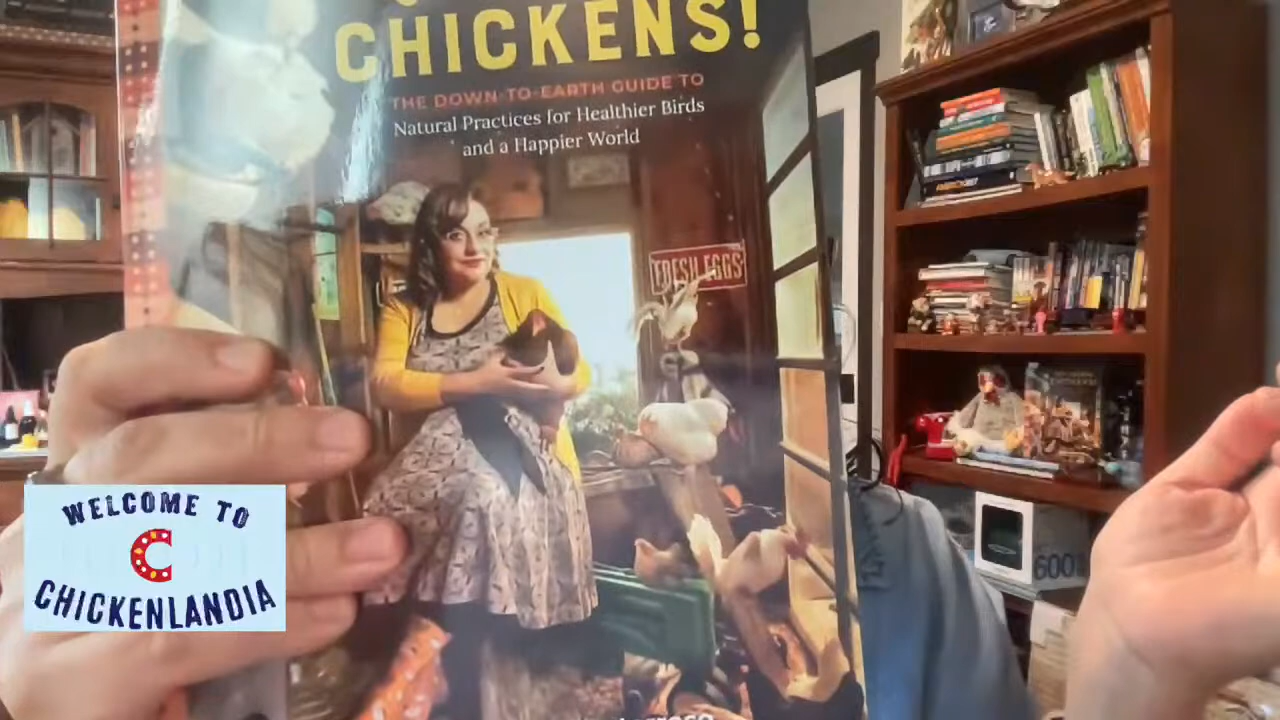 CHICKENS!
THE DOWN-TO-EARTH GUIDE TO
Natural Practices for Healthier Birds
and a Happier World
FRESH EGGS
WELCOME TO
C
CHICKENLANDIA
600